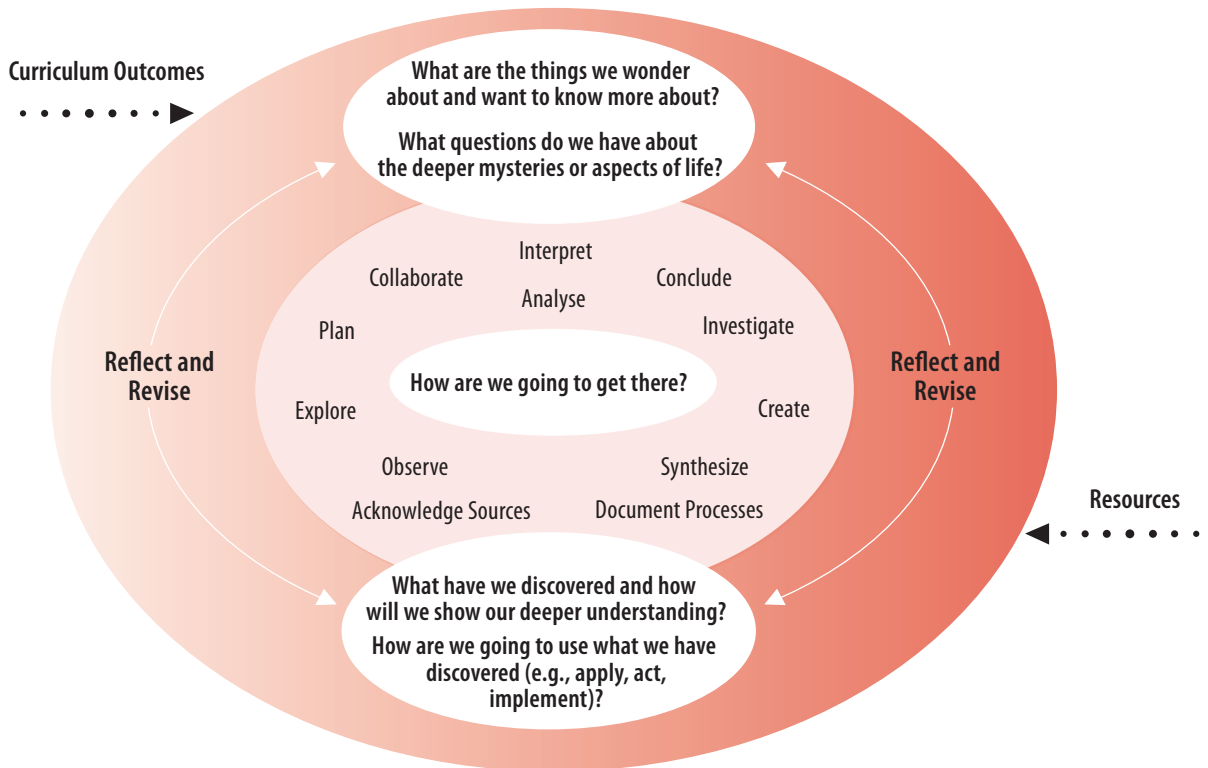 Curriculum Outcomes
What are the things we wonder
about and want to know more about?
What questions do we have about
the deeper mysteries or aspects of life?
Interpret
Collaborate
Conclude
Analyse
Plan
Investigate
Reflect and
Revise
How are we going to get there?
Reflect and
Revise
Explore
Create
Observe
Synthesize
Acknowledge Sources
Document Processes
Resources
What have we discovered and how
will we show our deeper understanding?
How are we going to use what we have
discovered (e.g., apply, act,
implement)?